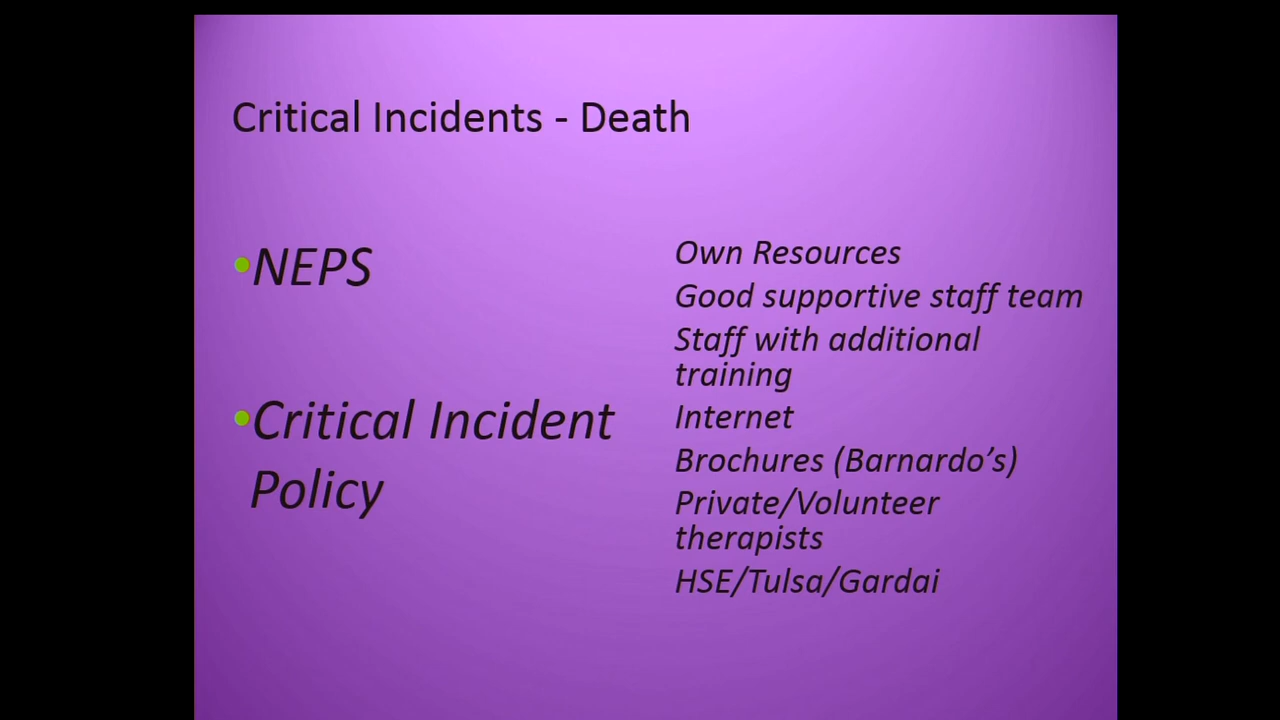 Critical Incidents - Death
•NEPS
•Critical Incident
Policy
Own Resources
Good supportive staff team
Staff with additional
training
Internet
Brochures (Barnardo’s)
Private/Volunteer
therapists
HSE/Tulsa/Gardai